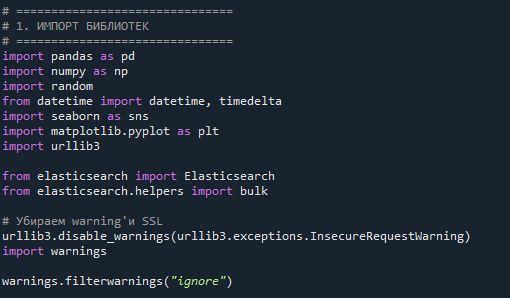 # ==============================
# 1. ИМПОРТ БИБЛИОТЕК
# ==============================
import pandas as pd
import numpy as np
import random
from datetime import datetime, timedelta
import seaborn as sns
import matplotlib.pyplot as plt
import urllib3
from elasticsearch import Elasticsearch
from elasticsearch.helpers import bulk
# Убираем warning'и SSL
urllib3.disable_warnings(urllib3.exceptions.InsecureRequestWarning)
import warnings
warnings.filterwarnings("ignore")